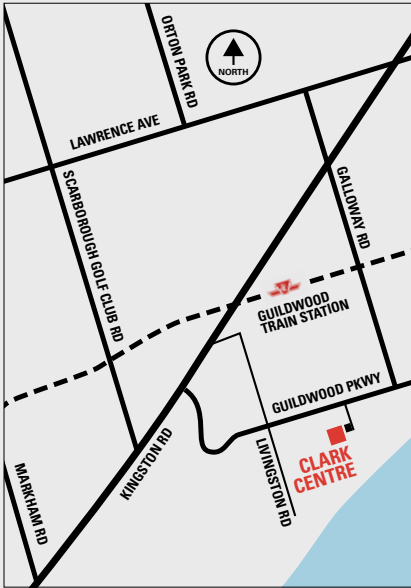 ORTON PARK RD
NORTH
LAWRENCE AVE
SCARBOROUGH GOLF CLUB RD
GALLOWAY RD
GUILDWOOD
TRAIN STATION
GUILDWOOD PKWY
KINGSTON RD
LIVINGSTON RD
CLARK
CENTRE
MARKHAM RD